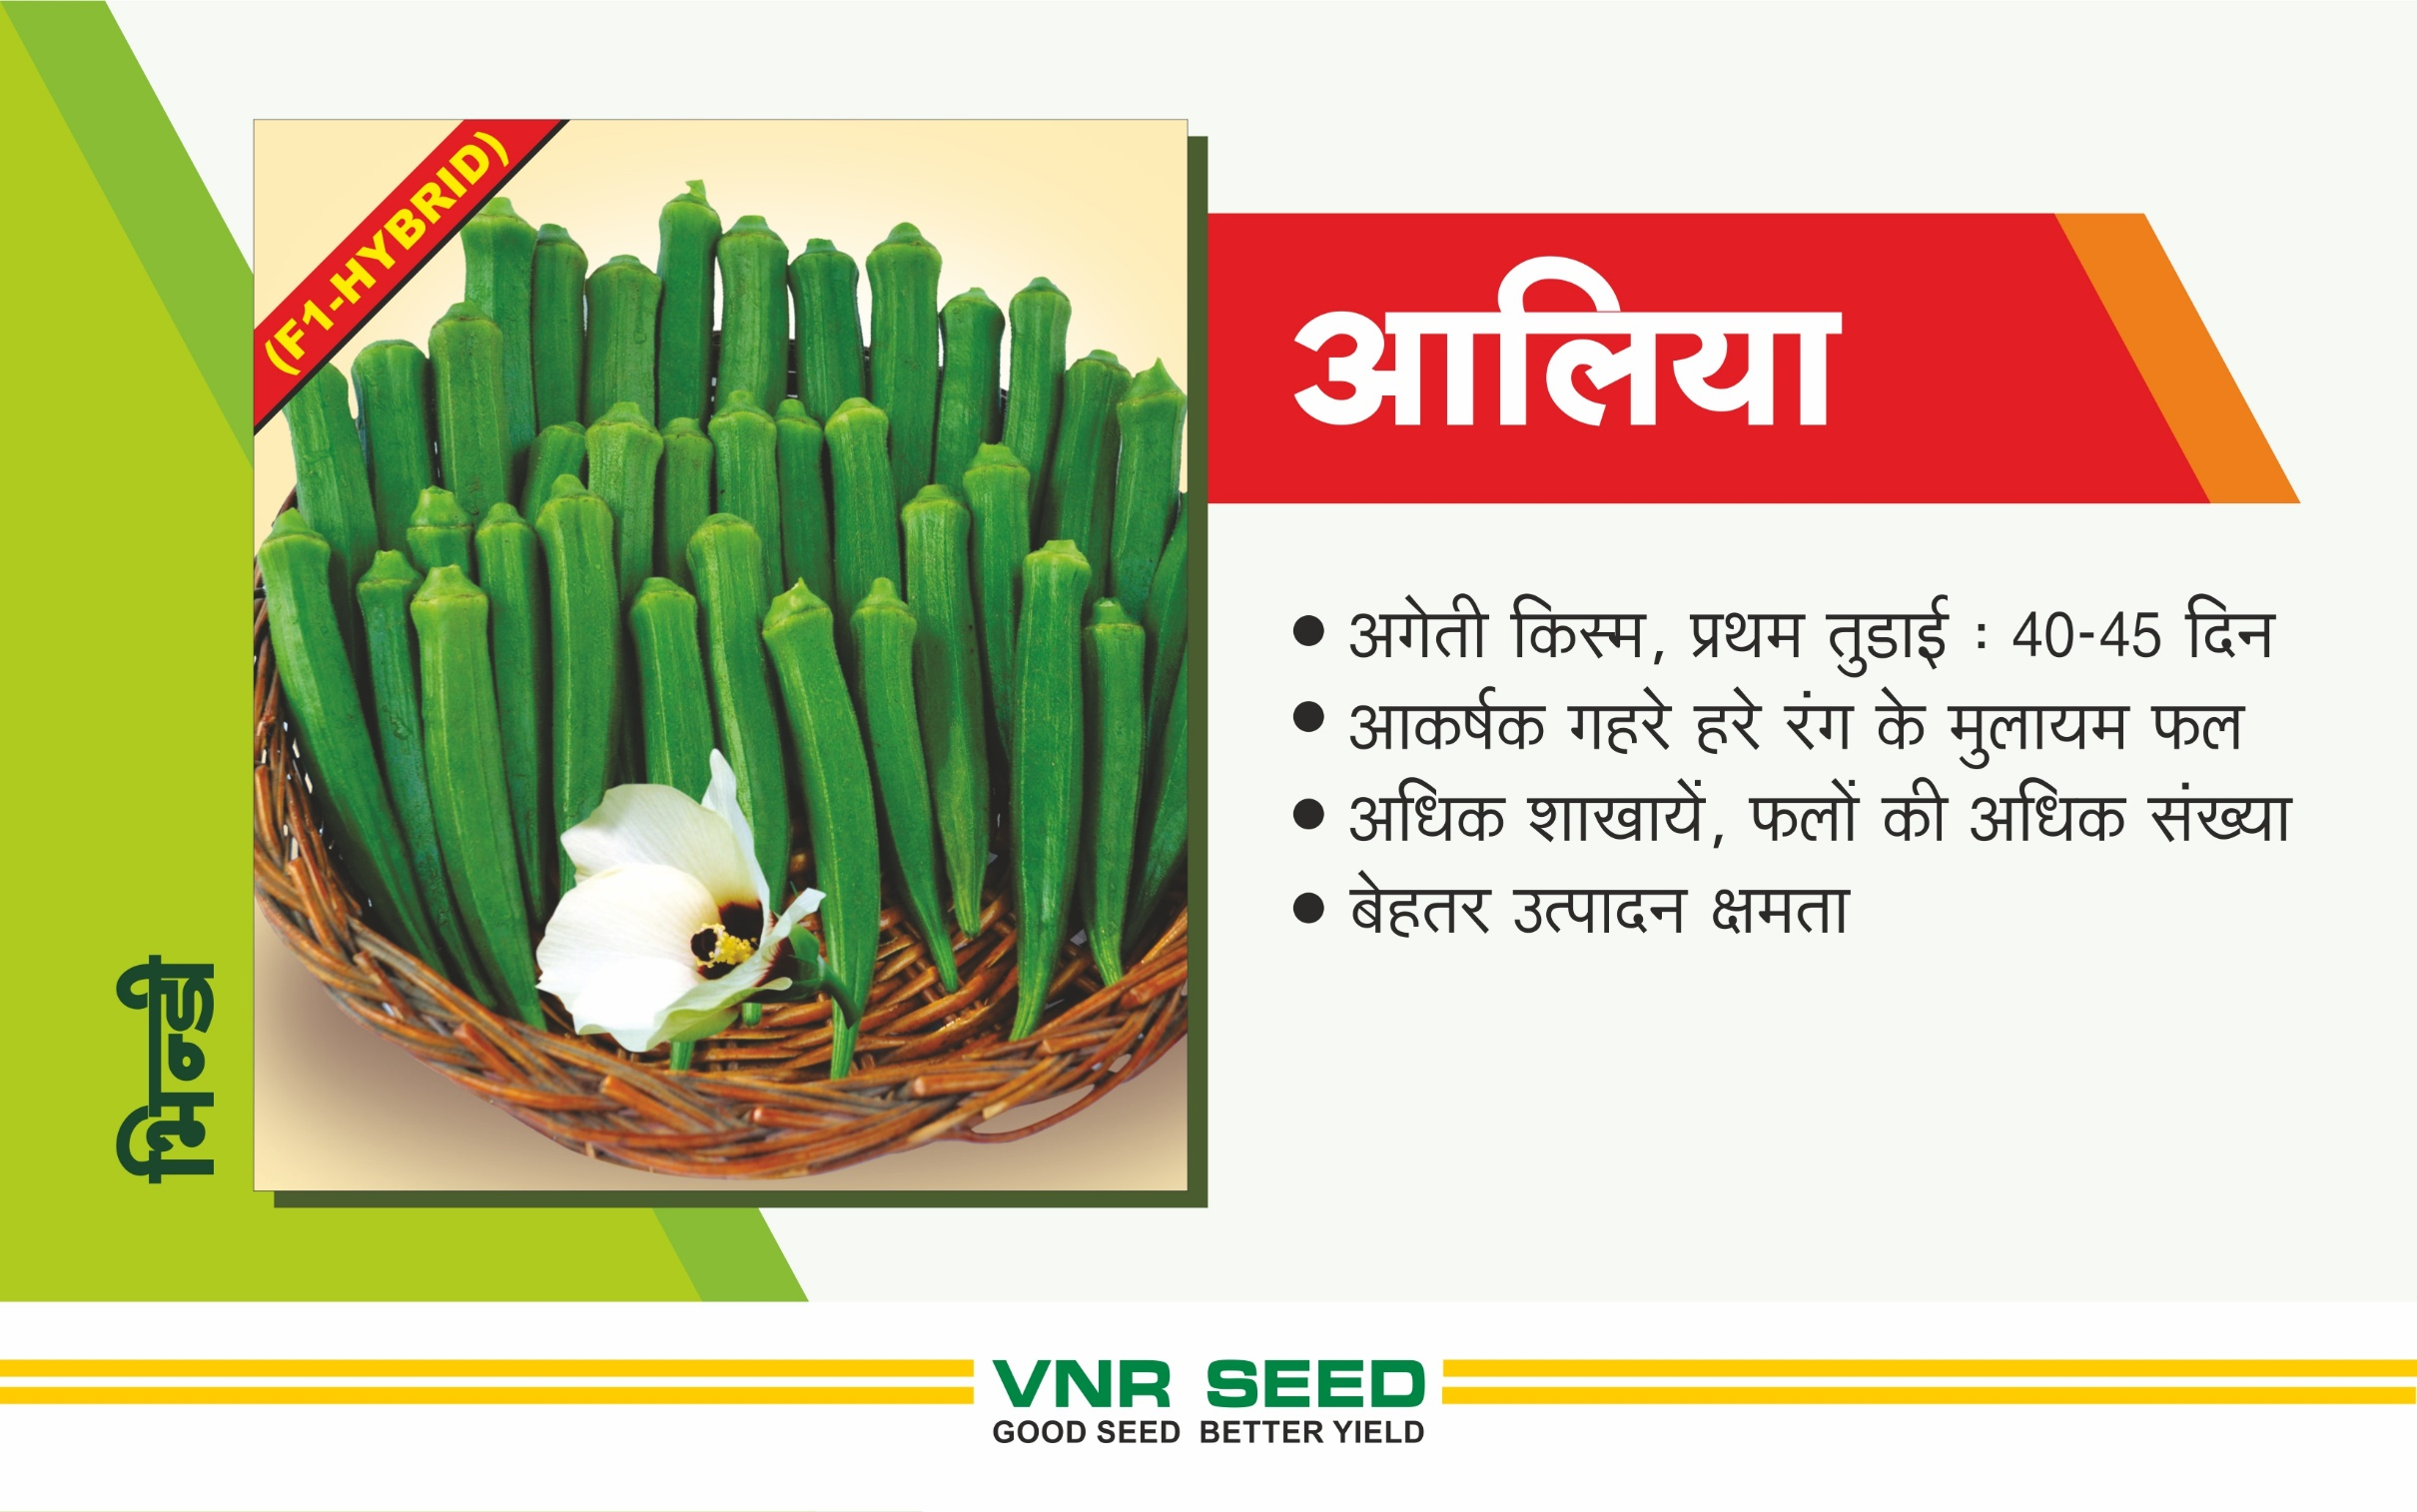 (F1-HYBRID))
आलिया
• अगेती किस्म, प्रथम तुडाई : 40-45 दिन
• आकर्षक गहरे हरे रंग के मुलायम फल
• अधिक शाखायें, फलों की अधिक संख्या
• बेहतर उत्पादन क्षमता
भिन्डी
VNR SEED
GOOD SEED BETTER YIELD